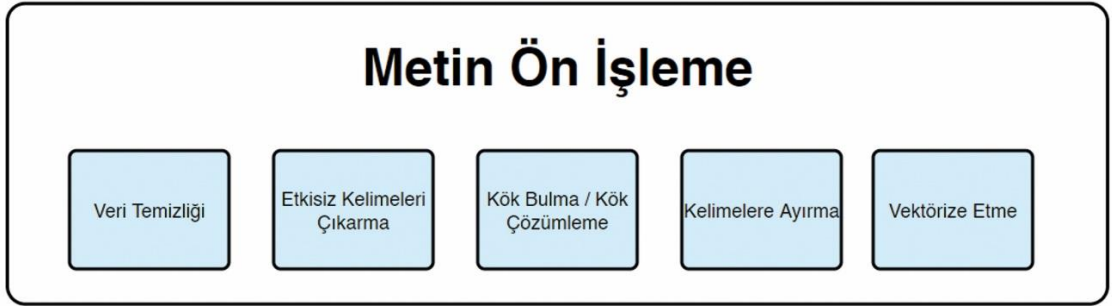 Metin Ön İşleme
Veri Temizliği
Etkisiz Kelimeleri
Çıkarma
Kök Bulma / Kök
Çözümleme
Kelimelere Ayırma
Vektörize Etme